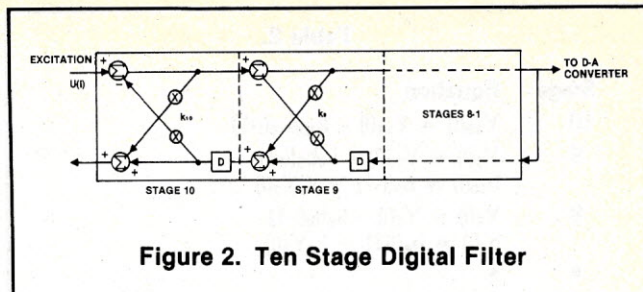 EXCITATION
U(i)
+
Σ
−
+
Σ
−
TO D-A
CONVERTER
X
X
k₁₀
X
X
k₉
STAGES 8-1
+
Σ
+
D
+
Σ
+
D
STAGE 10
STAGE 9
Figure 2. Ten Stage Digital Filter